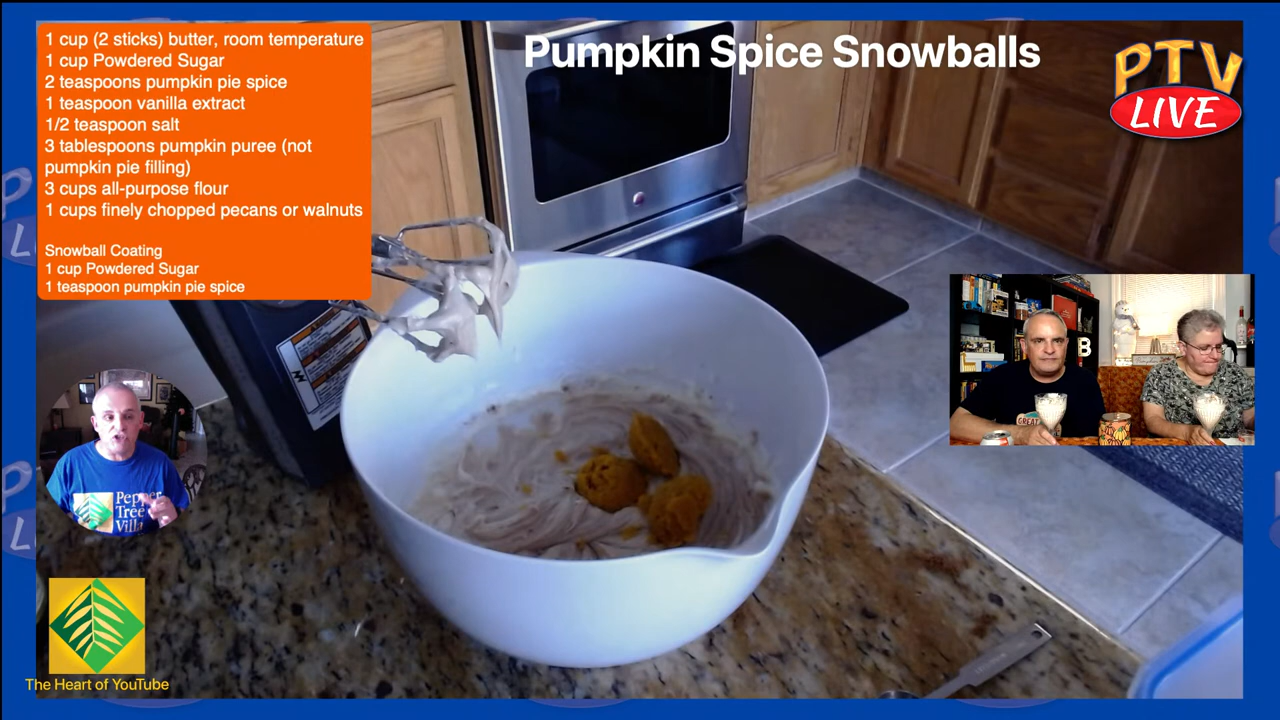 1 cup (2 sticks) butter, room temperature
1 cup Powdered Sugar
2 teaspoons pumpkin pie spice
1 teaspoon vanilla extract
1/2 teaspoon salt
3 tablespoons pumpkin puree (not
pumpkin pie filling)
3 cups all-purpose flour
1 cups finely chopped pecans or walnuts
Snowball Coating
1 cup Powdered Sugar
1 teaspoon pumpkin pie spice
Pumpkin Spice Snowballs
PTV
LIVE
Pepper
Tree
Villa
The Heart of YouTube